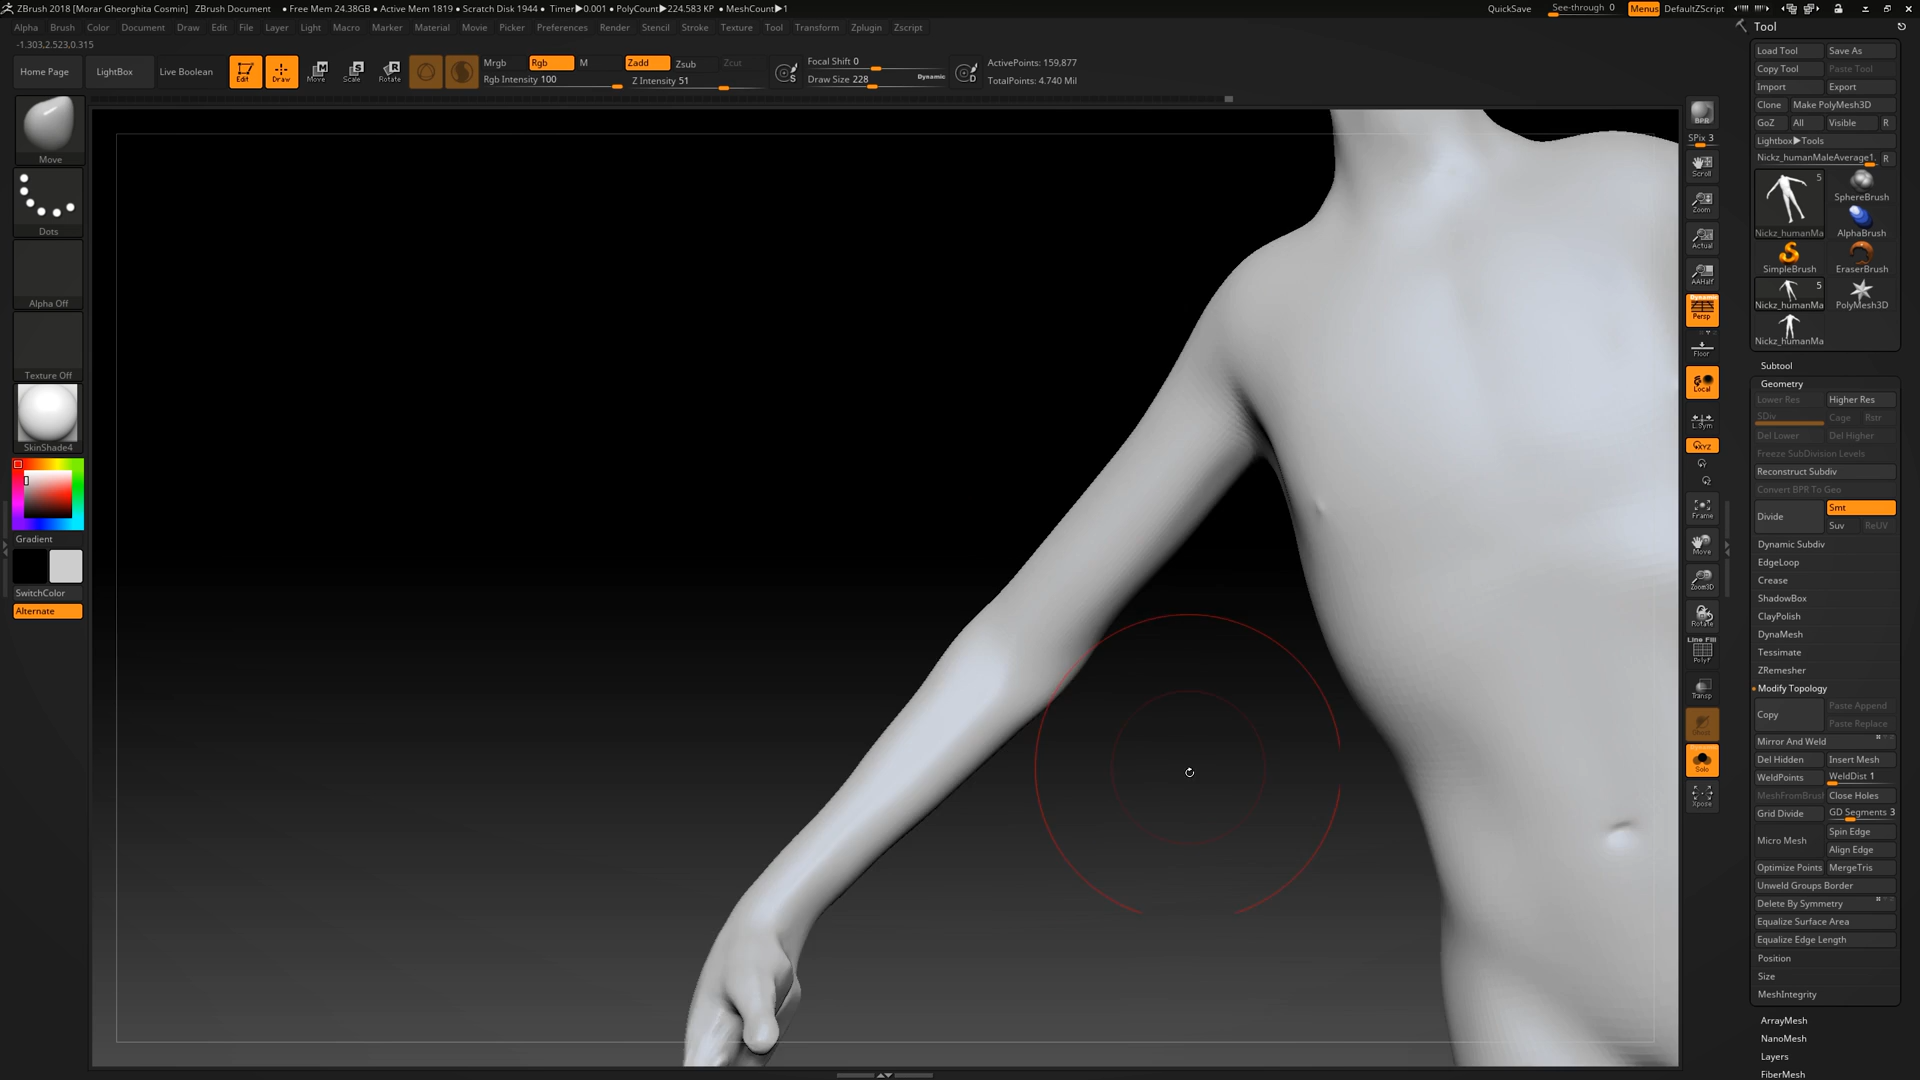 ZBrush 2018 [Morar Gheorghita Cosmin]   ZBrush Document   • Free Mem 24.38GB • Active Mem 1819 • Scratch Disk 1944 • Timer▶0.001 • PolyCount▶224.583 KP • MeshCount▶1   QuickSave   See-through 0   Menus   DefaultZScript
Alpha Brush Color Document Draw Edit File Layer Light Macro Marker Material Movie Picker Preferences Render Stencil Stroke Texture Tool Transform Zplugin Zscript
-1.303,2.523,0.315
Home Page LightBox Live Boolean Edit Draw Move Scale Rotate
Mrgb Rgb M Zadd Zsub Zcut
Rgb Intensity 100 Z Intensity 51
Focal Shift 0
Draw Size 228 Dynamic
ActivePoints: 159,877
TotalPoints: 4.740 Mil
Move
Dots
Alpha Off
Texture Off
SkinShade4
Gradient
SwitchColor
Alternate
BPR
SPix 3
Scroll
Zoom
Actual
AAHalf
Dynamic
Persp
Floor
Local
L.Sym
XYZ
Frame
Move
Zoom3D
Rotate
Line Fill
PolyF
Transp
Ghost
Dynamic
Solo
Xpose
Tool
Load Tool Save As
Copy Tool Paste Tool
Import Export
Clone Make PolyMesh3D
GoZ All Visible R
Lightbox▶Tools
Nickz_humanMaleAverage1. R
5
SphereBrush
Nickz_humanMa AlphaBrush
SimpleBrush EraserBrush
5
Nickz_humanMa PolyMesh3D
Nickz_humanMa
Subtool
Geometry
Lower Res Higher Res
SDiv Cage Rstr
Del Lower Del Higher
Freeze SubDivision Levels
Reconstruct Subdiv
Convert BPR To Geo
Divide Smt
Suv ReUV
Dynamic Subdiv
EdgeLoop
Crease
ShadowBox
ClayPolish
DynaMesh
Tessimate
ZRemesher
Modify Topology
Copy Paste Append
Paste Replace
Mirror And Weld
Del Hidden Insert Mesh
WeldPoints WeldDist 1
MeshFromBrush Close Holes
Grid Divide GD Segments 3
Micro Mesh Spin Edge
Align Edge
Optimize Points MergeTris
Unweld Groups Border
Delete By Symmetry
Equalize Surface Area
Equalize Edge Length
Position
Size
MeshIntegrity
ArrayMesh
NanoMesh
Layers
FiberMesh